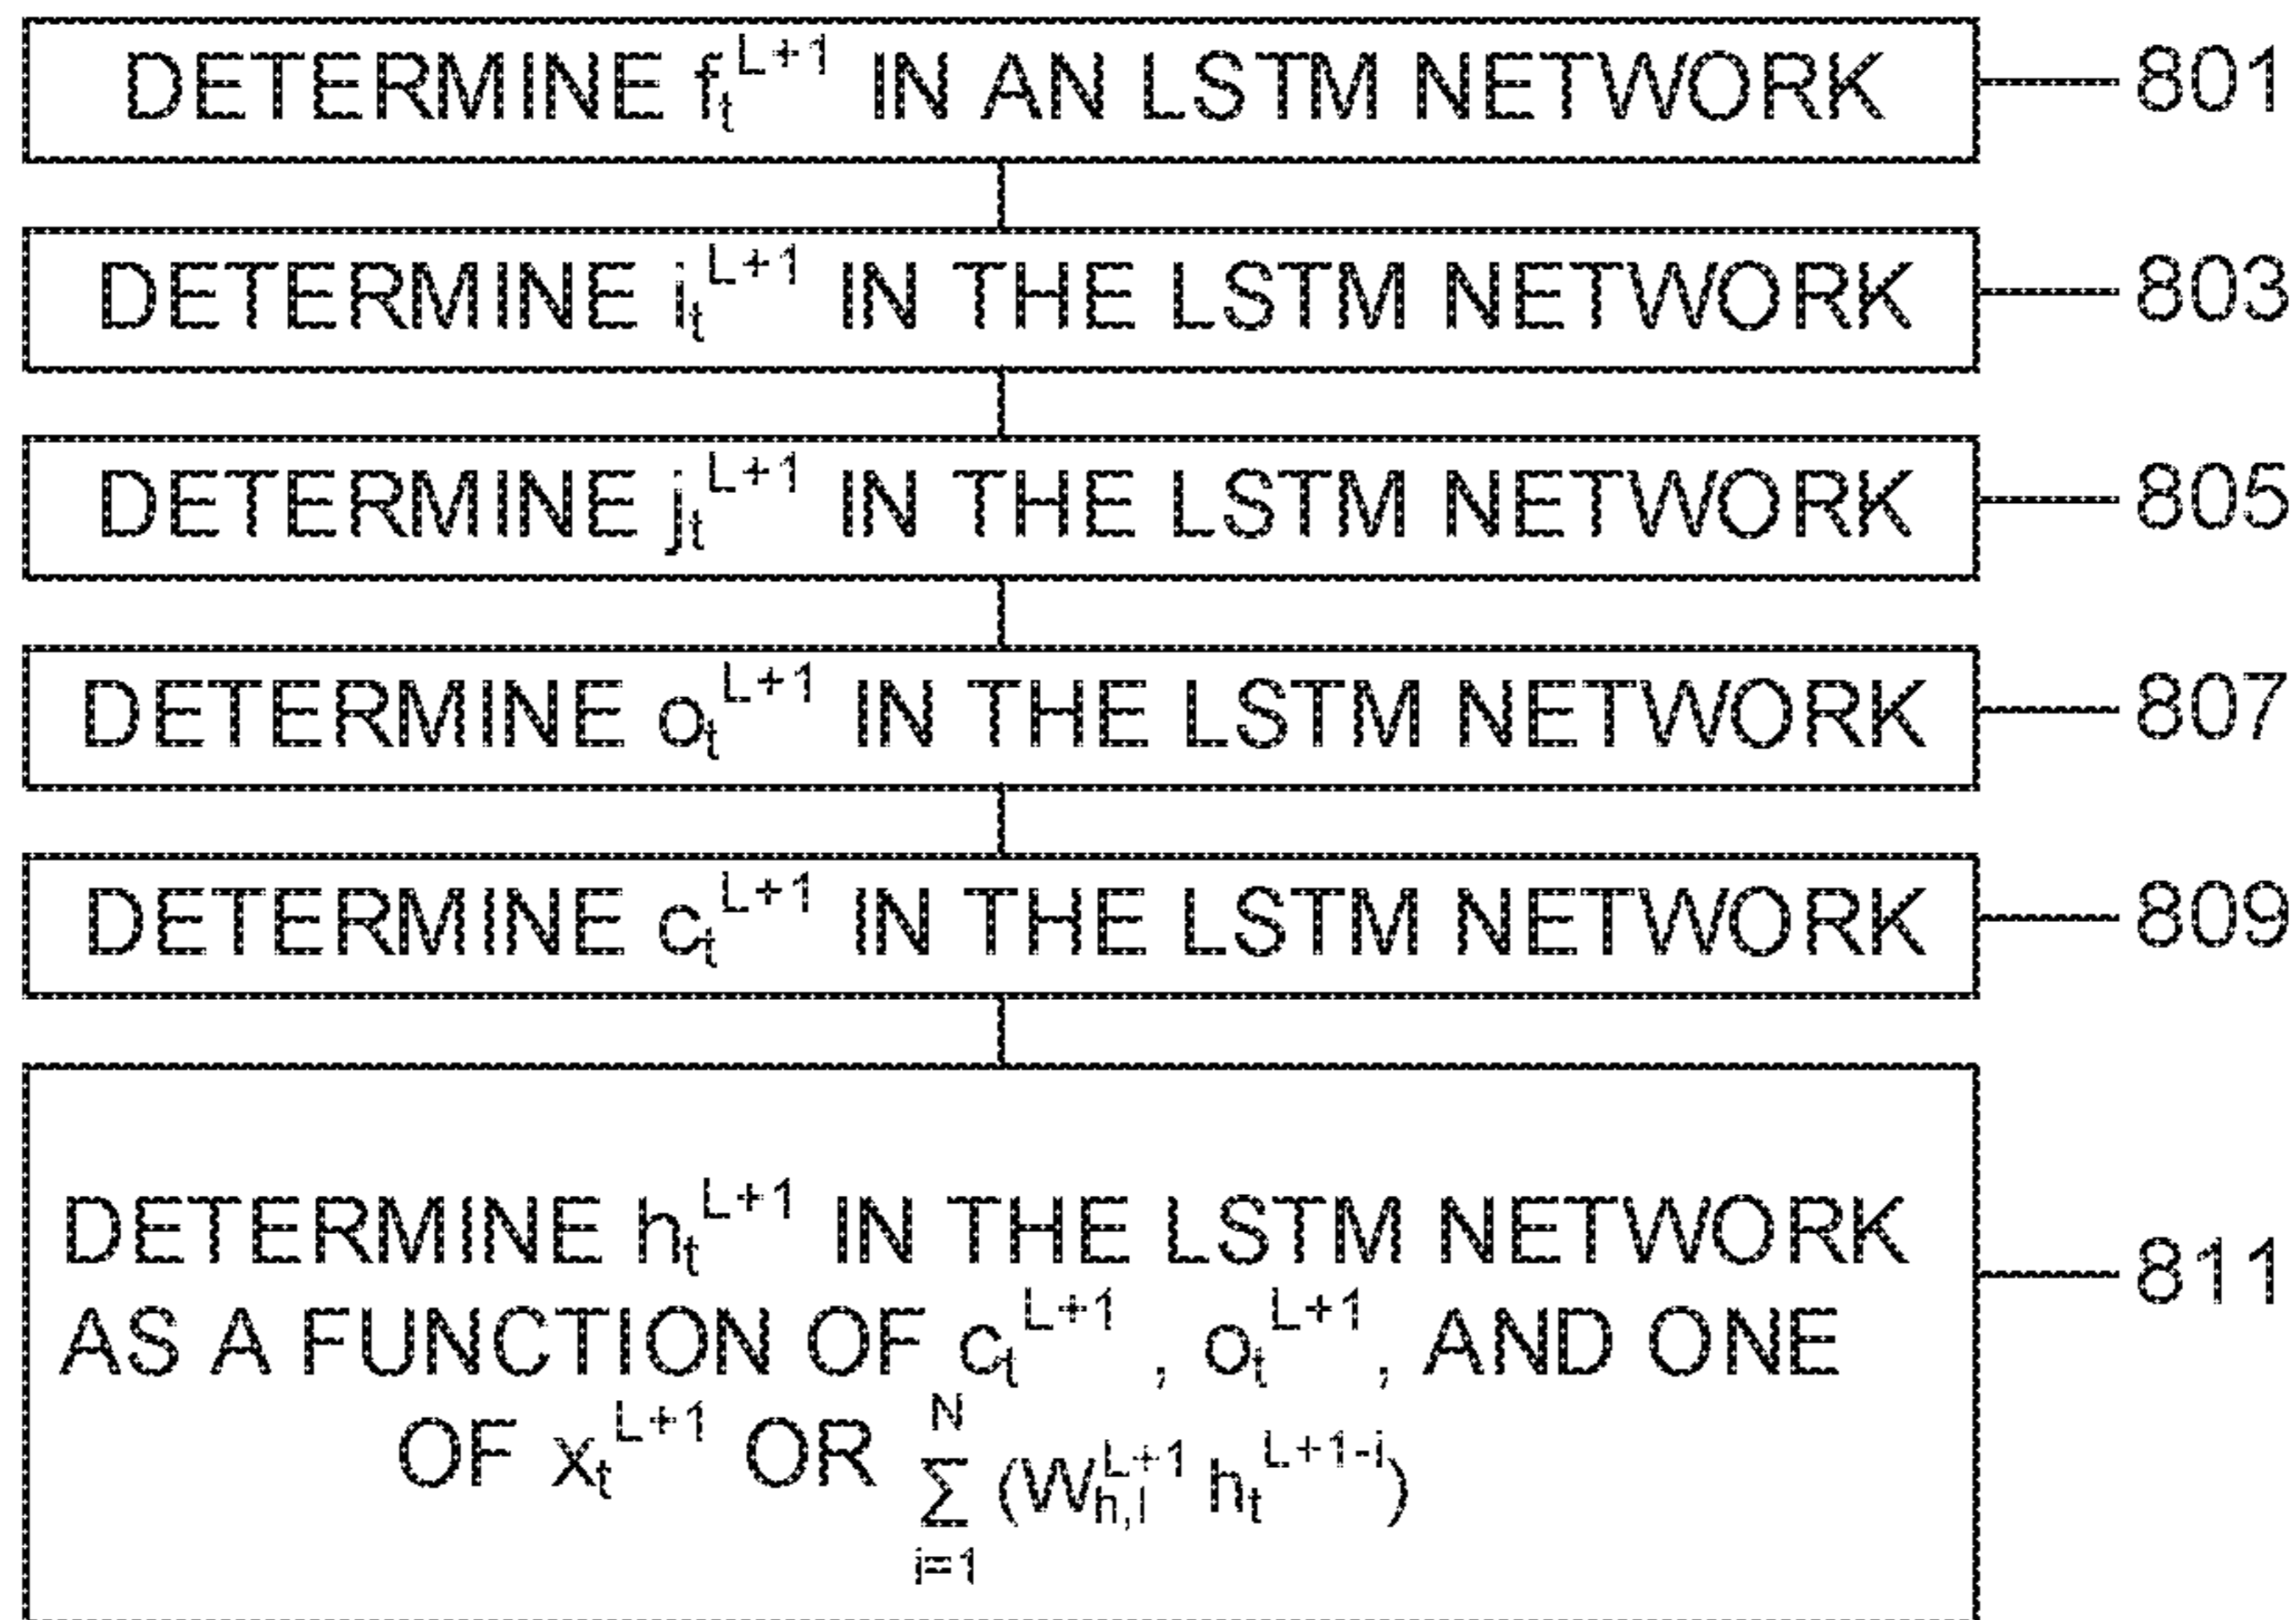 DETERMINE f_t^{L+1} IN AN LSTM NETWORK 801
DETERMINE i_t^{L+1} IN THE LSTM NETWORK 803
DETERMINE j_t^{L+1} IN THE LSTM NETWORK 805
DETERMINE o_t^{L+1} IN THE LSTM NETWORK 807
DETERMINE c_t^{L+1} IN THE LSTM NETWORK 809
DETERMINE h_t^{L+1} IN THE LSTM NETWORK 811
AS A FUNCTION OF c_t^{L+1}, o_t^{L+1}, AND ONE
OF x_t^{L+1} OR \sum_{i=1}^{N} (W_{h,i}^{L+1} h_t^{L+1-i})